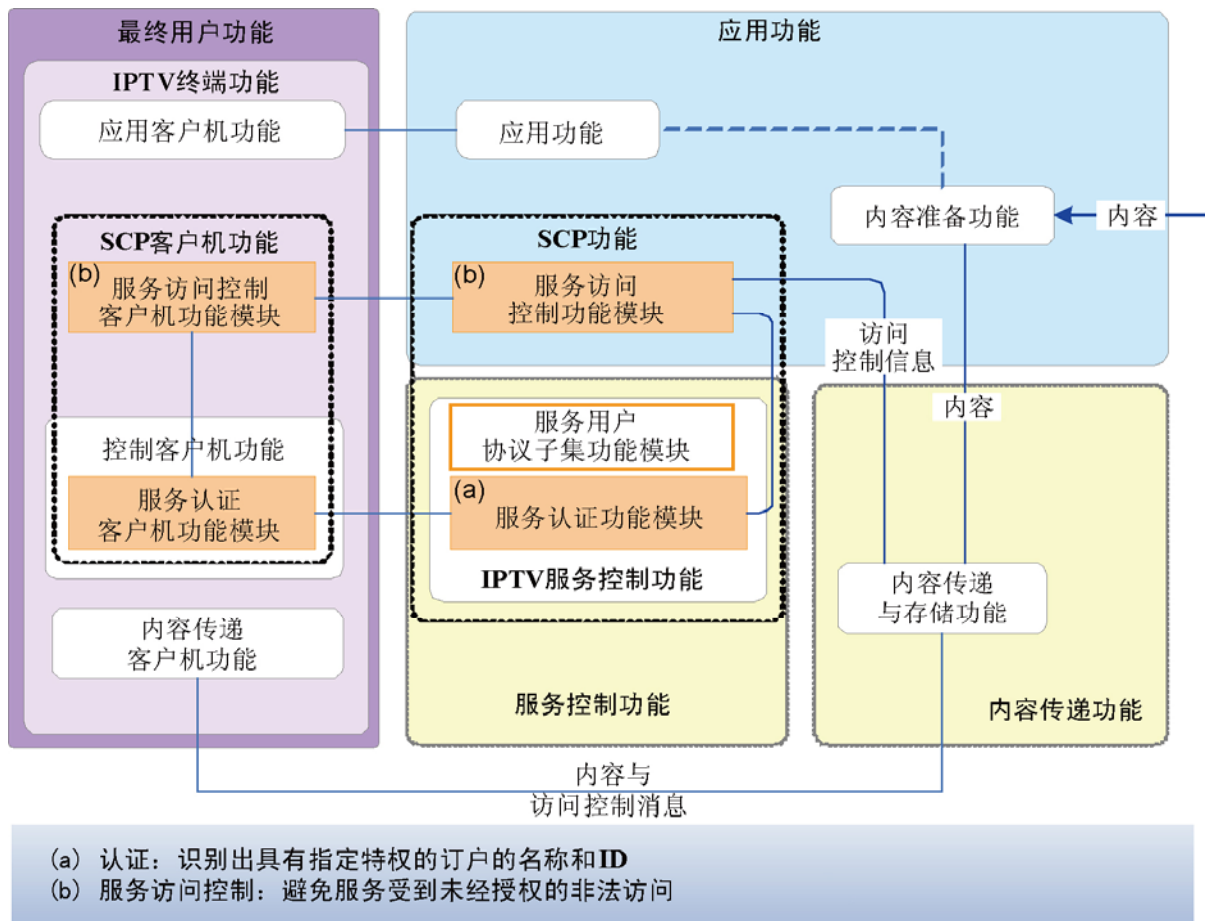 最终用户功能
IPTV终端功能
应用客户机功能
SCP客户机功能
(b)
服务访问控制
客户机功能模块
控制客户机功能
服务认证
客户机功能模块
内容传递
客户机功能
应用功能
应用功能
内容准备功能
内容
SCP功能
(b)
服务访问
控制功能模块
访问
控制信息
内容
服务用户
协议子集功能模块
(a)
服务认证功能模块
IPTV服务控制功能
服务控制功能
内容传递
与存储功能
内容传递功能
内容与
访问控制消息
(a) 认证：识别出具有指定特权的订户的名称和ID
(b) 服务访问控制：避免服务受到未经授权的非法访问